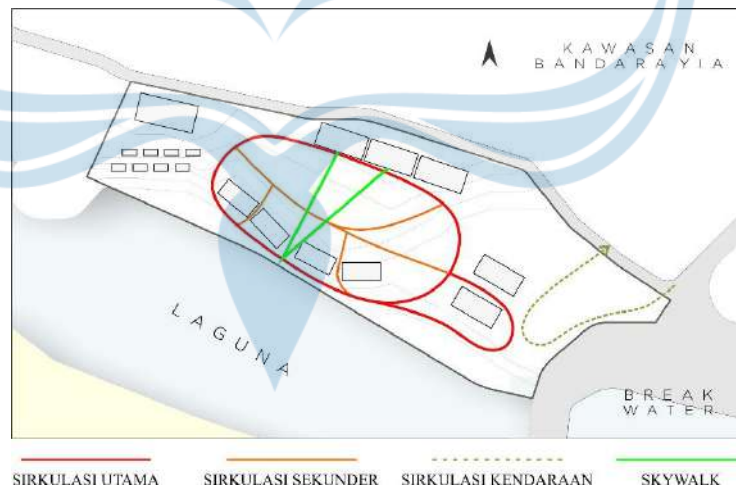 KAWASAN
BANDARA YIA
LAGUNA
BREAK
WATER
SIRKULASI UTAMA
SIRKULASI SEKUNDER
SIRKULASI KENDARAAN
SKYWALK